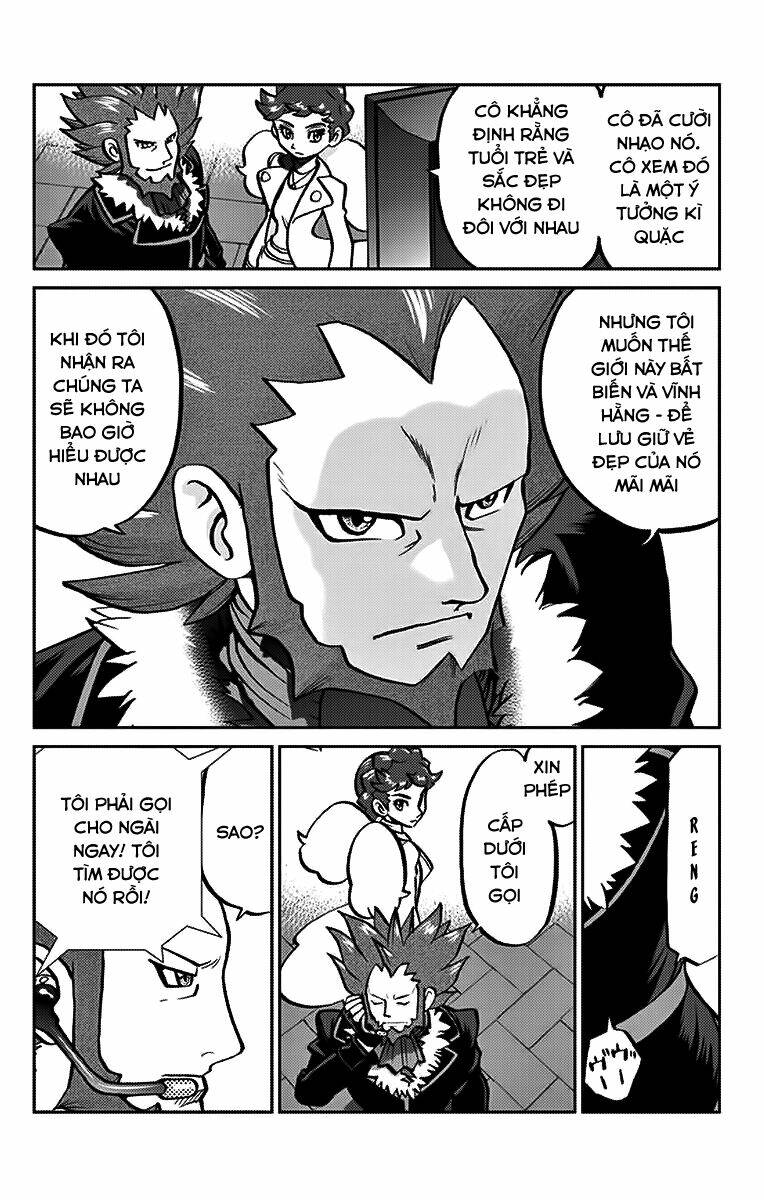 CÔ ĐÃ CƯỜI
NHẠO NÓ.
CÔ XEM ĐÓ
LÀ MỘT Ý
TƯỞNG KÌ
QUẶC
CÔ KHẲNG
ĐỊNH RẰNG
TUỔI TRẺ VÀ
SẮC ĐẸP
KHÔNG ĐI
ĐÔI VỚI NHAU
NHƯNG TÔI
MUỐN THẾ
GIỚI NÀY BẤT
BIẾN VÀ VĨNH
HẰNG - ĐỂ
LƯU GIỮ VẺ
ĐẸP CỦA NÓ
MÃI MÃI
KHI ĐÓ TÔI
NHẬN RA
CHÚNG TA
SẼ KHÔNG
BAO GIỜ
HIỂU ĐƯỢC
NHAU
RENG
XIN
PHÉP
CẤP
DƯỚI
TÔI
GỌI
SAO?
TÔI PHẢI GỌI
CHO NGÀI
NGAY! TÔI
TÌM ĐƯỢC
NÓ RỒI!